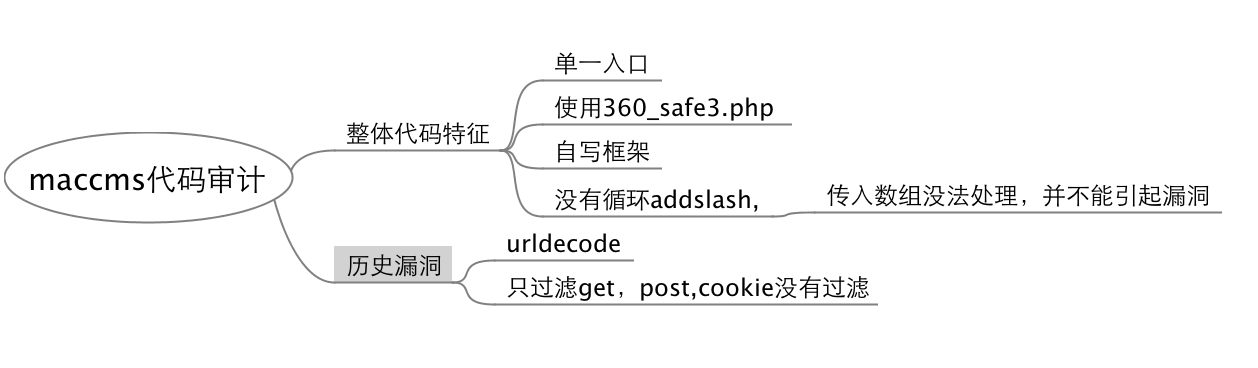 maccms代码审计
整体代码特征
单一入口
使用360_safe3.php
自写框架
没有循环addslash,
传入数组没法处理，并不能引起漏洞
历史漏洞
urldecode
只过滤get，post,cookie没有过滤